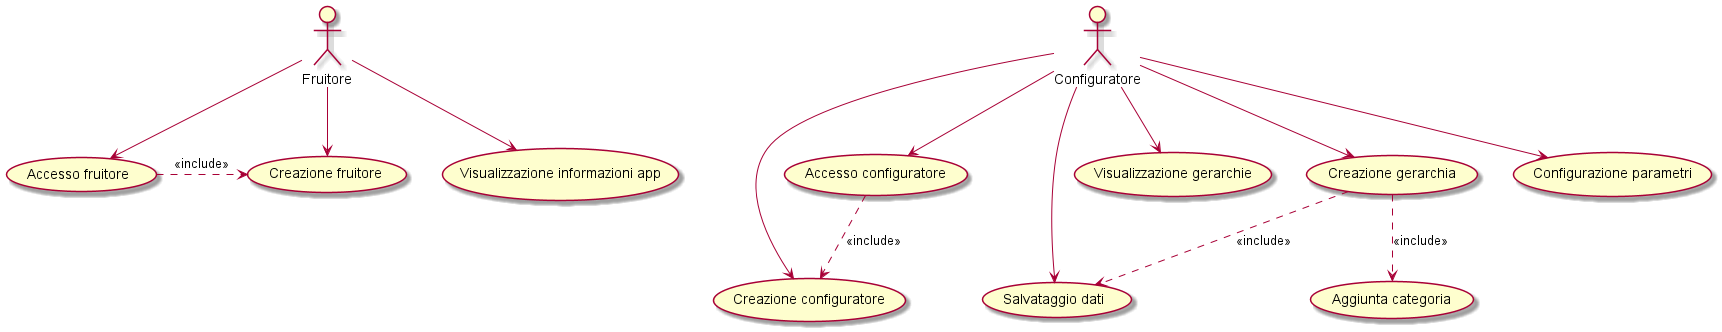 Fruitore
Configuratore
Accesso fruitore
«include»
Creazione fruitore
Visualizzazione informazioni app
Accesso configuratore
Visualizzazione gerarchie
Creazione gerarchia
Configurazione parametri
«include»
«include»
«include»
Creazione configuratore
Salvataggio dati
Aggiunta categoria